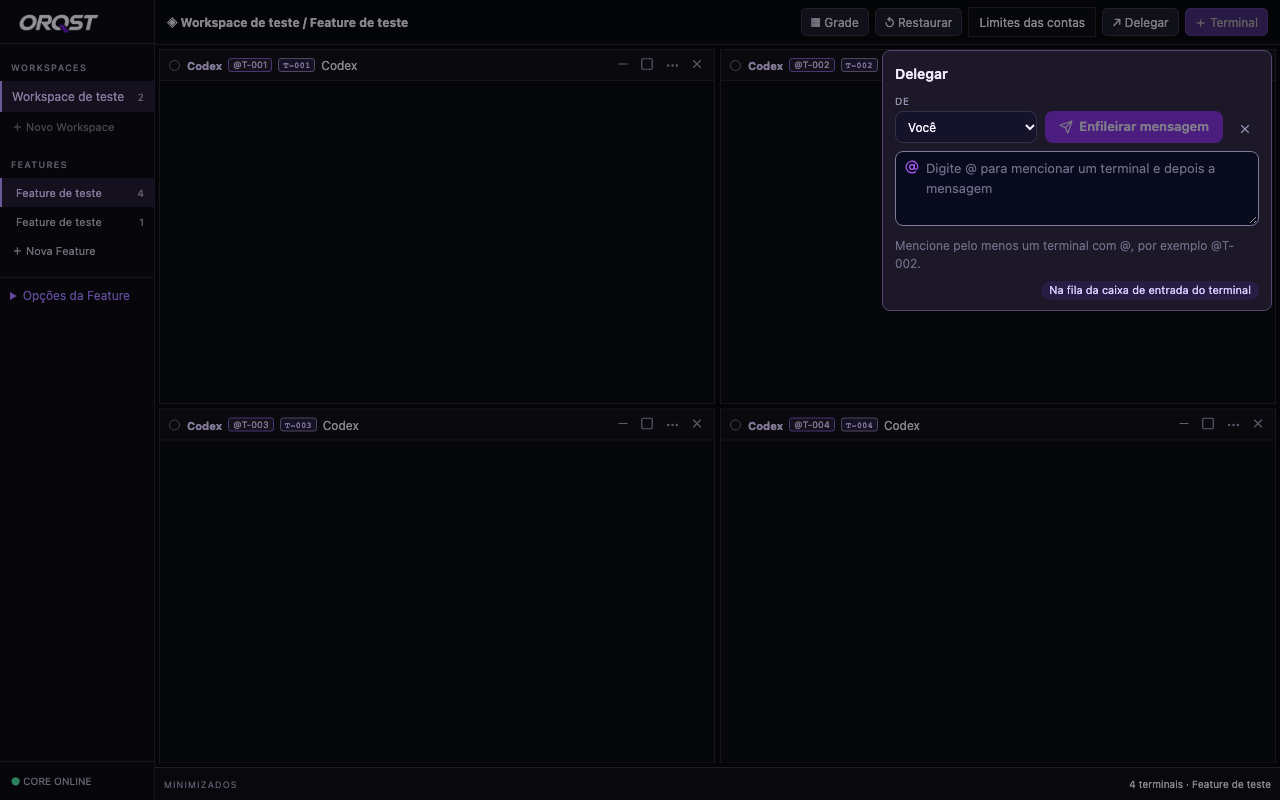 ORQST
◈ Workspace de teste / Feature de teste
▦ Grade
↺ Restaurar
Limites das contas
↗ Delegar
+ Terminal
WORKSPACES
Workspace de teste 2
+ Novo Workspace
FEATURES
Feature de teste 4
Feature de teste 1
+ Nova Feature
▶ Opções da Feature
Codex @T-001 T-001 Codex
Codex @T-002 T-002
Delegar
DE
Você
Enfileirar mensagem
@ Digite @ para mencionar um terminal e depois a
mensagem
Mencione pelo menos um terminal com @, por exemplo @T-
002.
Na fila da caixa de entrada do terminal
Codex @T-003 T-003 Codex
Codex @T-004 T-004 Codex
CORE ONLINE
MINIMIZADOS
4 terminais · Feature de teste